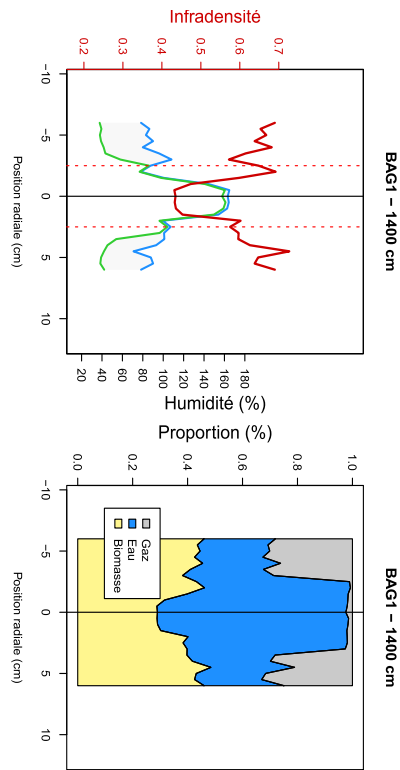 Infradensité
0.2 0.3 0.4 0.5 0.6 0.7
BAG1 − 1400 cm
−10 −5 0 5 10
Position radiale (cm)
20 40 60 80 100 120 140 160 180
Humidité (%)
Proportion (%)
0.0 0.2 0.4 0.6 0.8 1.0
BAG1 − 1400 cm
Gaz
Eau
Biomasse
−10 −5 0 5 10
Position radiale (cm)